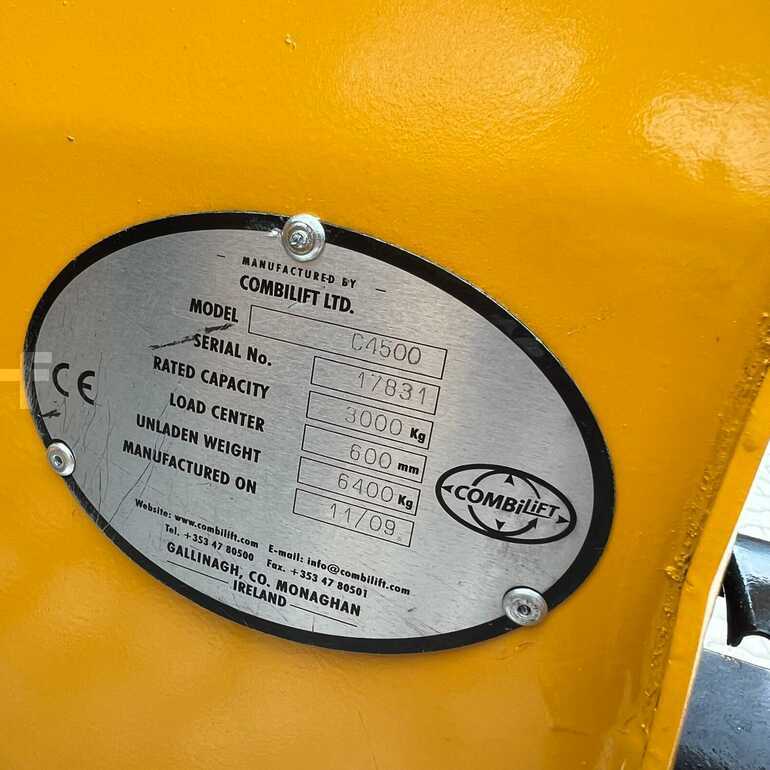 MANUFACTURED BY
COMBILIFT LTD.
MODEL C4500
SERIAL No. 17831
RATED CAPACITY 3000 Kg
LOAD CENTER 600 mm
UNLADEN WEIGHT 6400 Kg
MANUFACTURED ON 11/09
CE
COMBiLiFT
Website: www.combilift.com E-mail: info@combilift.com
Tel. +353 47 80500 Fax. +353 47 80501
GALLINAGH, CO. MONAGHAN
IRELAND